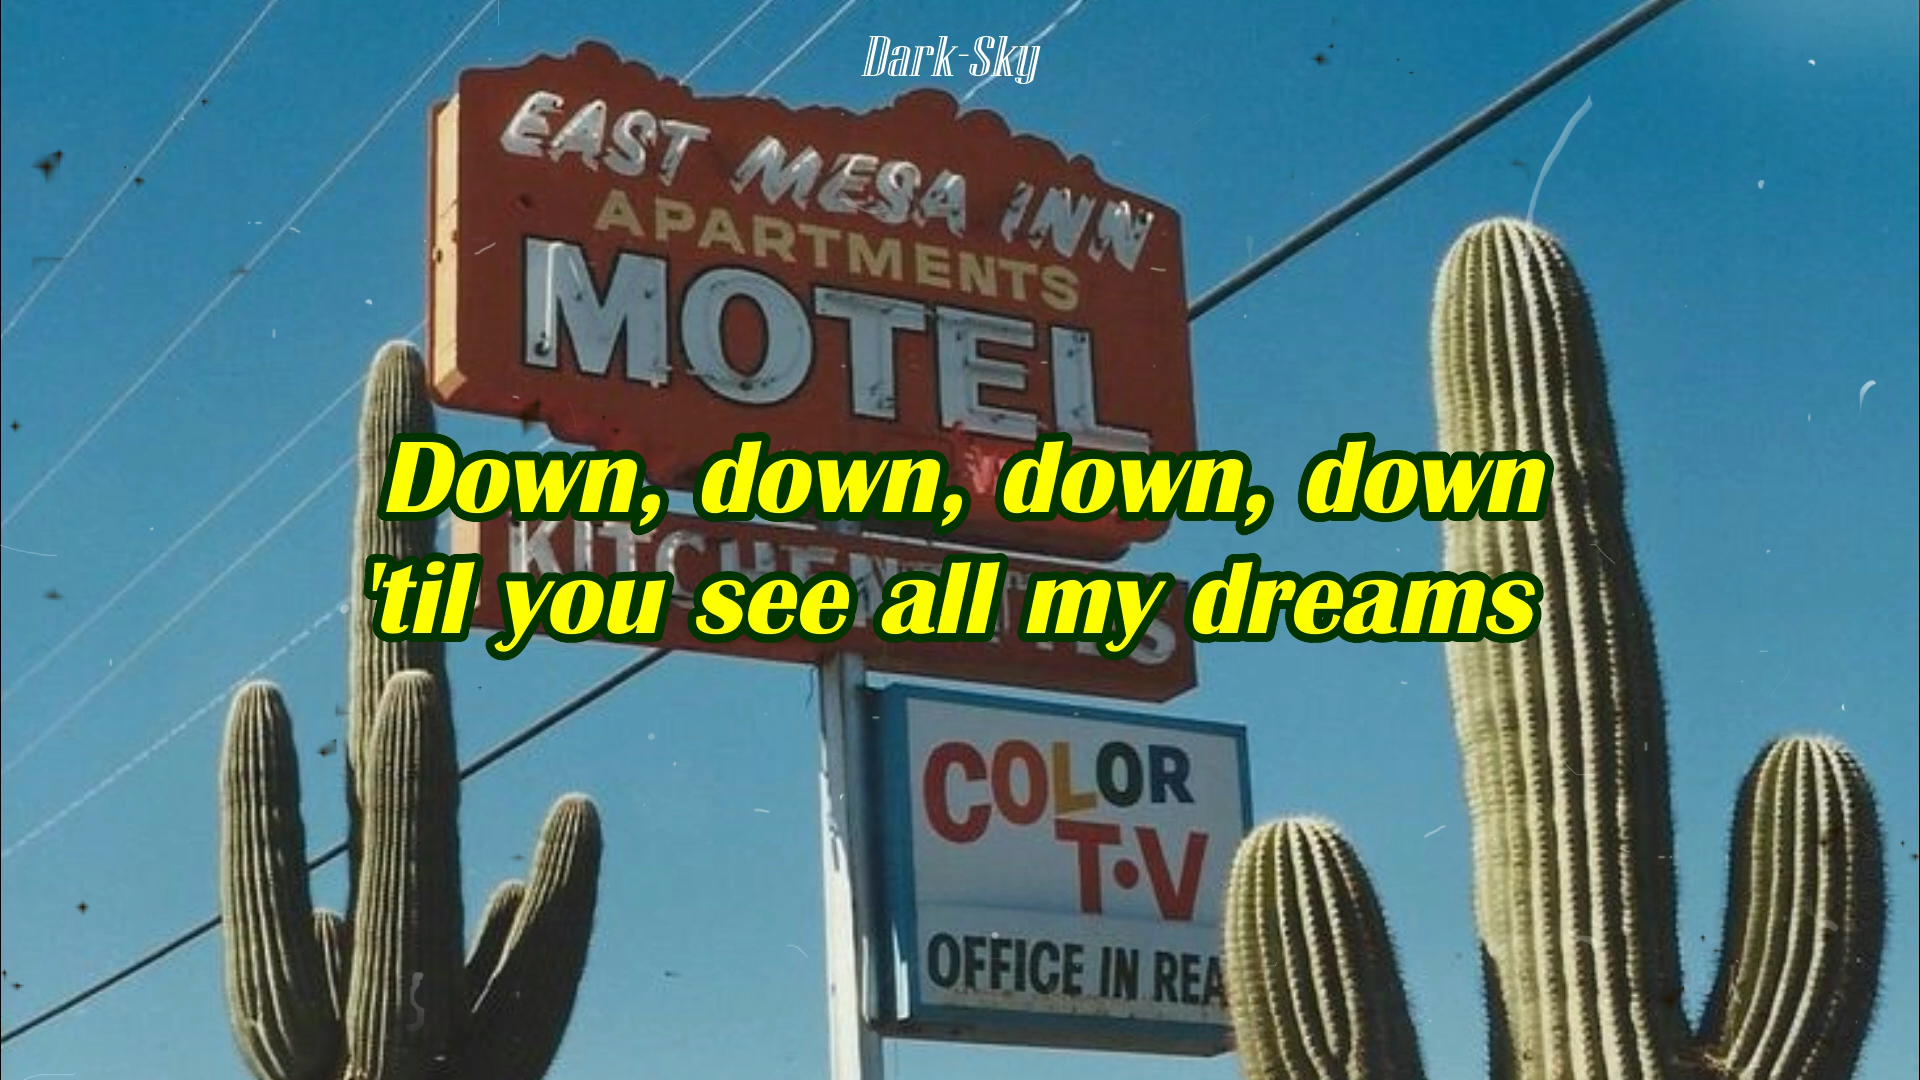 Dark-Sky
EAST MESA INN
APARTMENTS
MOTEL
Down, down, down, down
'til you see all my dreams
COLOR
T•V
OFFICE IN REA